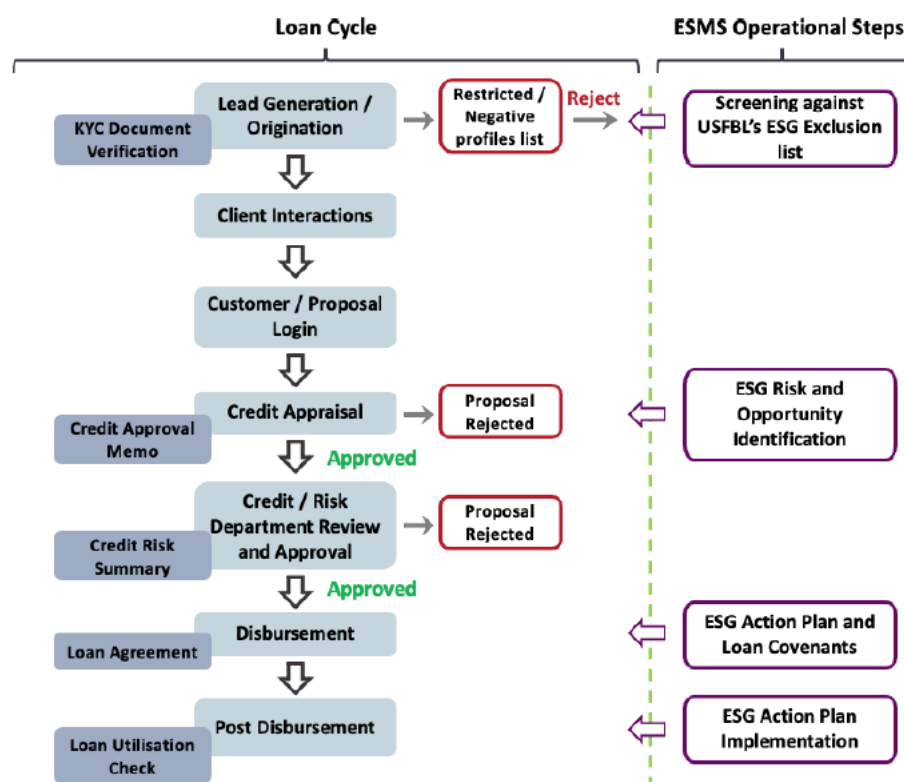 Loan Cycle
ESMS Operational Steps
Lead Generation /
Origination
KYC Document
Verification
Restricted /
Negative
profiles list
Reject
Screening against
USFBL's ESG Exclusion
list
Client Interactions
Customer / Proposal
Login
Credit Appraisal
Credit Approval
Memo
Proposal
Rejected
ESG Risk and
Opportunity
Identification
Approved
Credit / Risk
Department Review
and Approval
Credit Risk
Summary
Proposal
Rejected
Approved
Disbursement
Loan Agreement
ESG Action Plan and
Loan Covenants
Post Disbursement
Loan Utilisation
Check
ESG Action Plan
Implementation